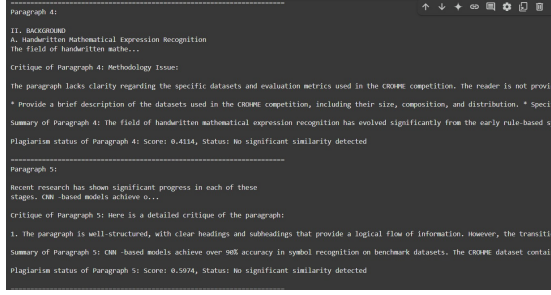 Paragraph 4:
II. BACKGROUND
A. Handwritten Mathematical Expression Recognition
The field of handwritten mathe...
Critique of Paragraph 4: Methodology Issue:
The paragraph lacks clarity regarding the specific datasets and evaluation metrics used in the CROHME competition. The reader is not provi
* Provide a brief description of the datasets used in the CROHME competition, including their size, composition, and distribution. * Speci
Summary of Paragraph 4: The field of handwritten mathematical expression recognition has evolved significantly from the early rule-based s
Plagiarism status of Paragraph 4: Score: 0.4114, Status: No significant similarity detected
Paragraph 5:
Recent research has shown significant progress in each of these
stages. CNN -based models achieve o...
Critique of Paragraph 5: Here is a detailed critique of the paragraph:
1. The paragraph is well-structured, with clear headings and subheadings that provide a logical flow of information. However, the transiti
Summary of Paragraph 5: CNN -based models achieve over 90% accuracy in symbol recognition on benchmark datasets. The CROHME dataset contai
Plagiarism status of Paragraph 5: Score: 0.5974, Status: No significant similarity detected